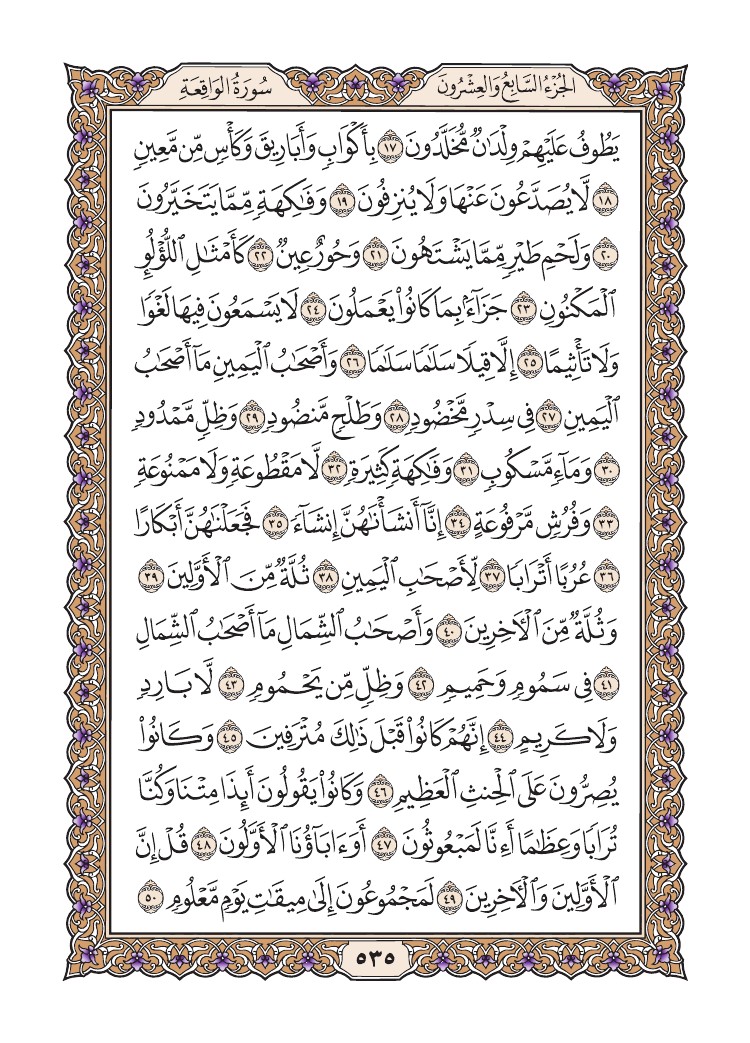 الجُزْءُ السَّابِعُ وَالعِشْرُونَ
سُورَةُ الوَاقِعَةِ
يَطُوفُ عَلَيْهِمْ وِلْدَٰنٌ مُّخَلَّدُونَ ١٧ بِأَكْوَابٍ وَأَبَارِيقَ وَكَأْسٍ مِّن مَّعِينٍ
١٨ لَّا يُصَدَّعُونَ عَنْهَا وَلَا يُنزِفُونَ ١٩ وَفَٰكِهَةٍ مِّمَّا يَتَخَيَّرُونَ
٢٠ وَلَحْمِ طَيْرٍ مِّمَّا يَشْتَهُونَ ٢١ وَحُورٌ عِينٌ ٢٢ كَأَمْثَٰلِ ٱللُّؤْلُؤِ
ٱلْمَكْنُونِ ٢٣ جَزَآءًۢ بِمَا كَانُوا۟ يَعْمَلُونَ ٢٤ لَا يَسْمَعُونَ فِيهَا لَغْوًا
وَلَا تَأْثِيمًا ٢٥ إِلَّا قِيلًا سَلَٰمًا سَلَٰمًا ٢٦ وَأَصْحَٰبُ ٱلْيَمِينِ مَآ أَصْحَٰبُ
ٱلْيَمِينِ ٢٧ فِى سِدْرٍ مَّخْضُودٍ ٢٨ وَطَلْحٍ مَّنضُودٍ ٢٩ وَظِلٍّ مَّمْدُودٍ
٣٠ وَمَآءٍ مَّسْكُوبٍ ٣١ وَفَٰكِهَةٍ كَثِيرَةٍ ٣٢ لَّا مَقْطُوعَةٍ وَلَا مَمْنُوعَةٍ
٣٣ وَفُرُشٍ مَّرْفُوعَةٍ ٣٤ إِنَّآ أَنشَأْنَٰهُنَّ إِنشَآءً ٣٥ فَجَعَلْنَٰهُنَّ أَبْكَارًا
٣٦ عُرُبًا أَتْرَابًا ٣٧ لِّأَصْحَٰبِ ٱلْيَمِينِ ٣٨ ثُلَّةٌ مِّنَ ٱلْأَوَّلِينَ ٣٩
وَثُلَّةٌ مِّنَ ٱلْـَٔاخِرِينَ ٤٠ وَأَصْحَٰبُ ٱلشِّمَالِ مَآ أَصْحَٰبُ ٱلشِّمَالِ
٤١ فِى سَمُومٍ وَحَمِيمٍ ٤٢ وَظِلٍّ مِّن يَحْمُومٍ ٤٣ لَّا بَارِدٍ
وَلَا كَرِيمٍ ٤٤ إِنَّهُمْ كَانُوا۟ قَبْلَ ذَٰلِكَ مُتْرَفِينَ ٤٥ وَكَانُوا۟
يُصِرُّونَ عَلَى ٱلْحِنثِ ٱلْعَظِيمِ ٤٦ وَكَانُوا۟ يَقُولُونَ أَئِذَا مِتْنَا وَكُنَّا
تُرَابًا وَعِظَٰمًا أَءِنَّا لَمَبْعُوثُونَ ٤٧ أَوَءَابَآؤُنَا ٱلْأَوَّلُونَ ٤٨ قُلْ إِنَّ
ٱلْأَوَّلِينَ وَٱلْـَٔاخِرِينَ ٤٩ لَمَجْمُوعُونَ إِلَىٰ مِيقَٰتِ يَوْمٍ مَّعْلُومٍ ٥٠
٥٣٥